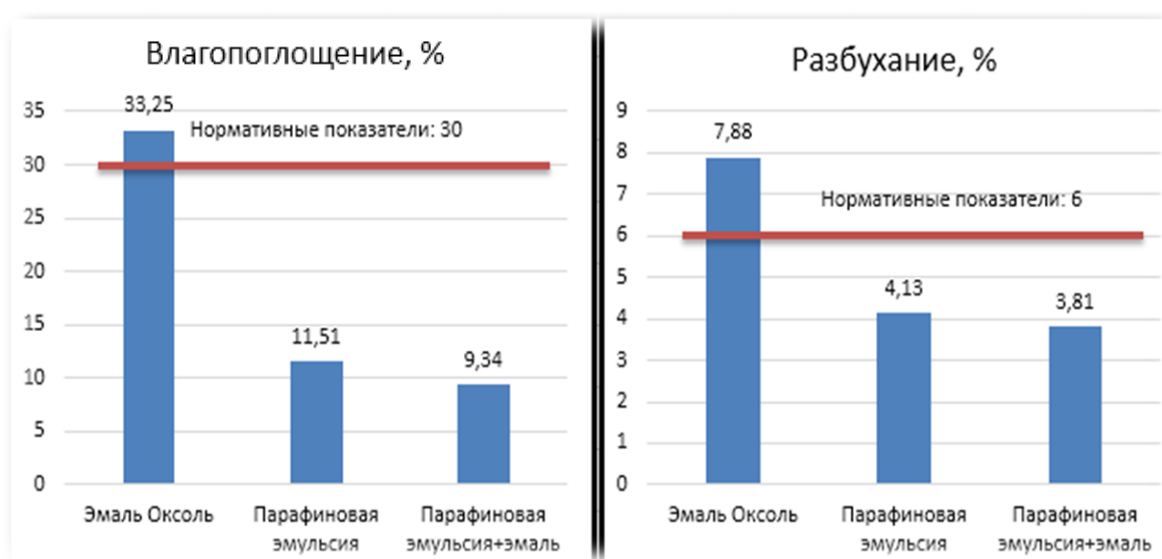 Влагопоглощение, %
35
30
25
20
15
10
5
0
33,25
Нормативные показатели: 30
11,51
9,34
Эмаль Оксоль
Парафиновая
эмульсия
Парафиновая
эмульсия+эмаль
Разбухание, %
9
8
7
6
5
4
3
2
1
0
7,88
Нормативные показатели: 6
4,13
3,81
Эмаль Оксоль
Парафиновая
эмульсия
Парафиновая
эмульсия+эмаль